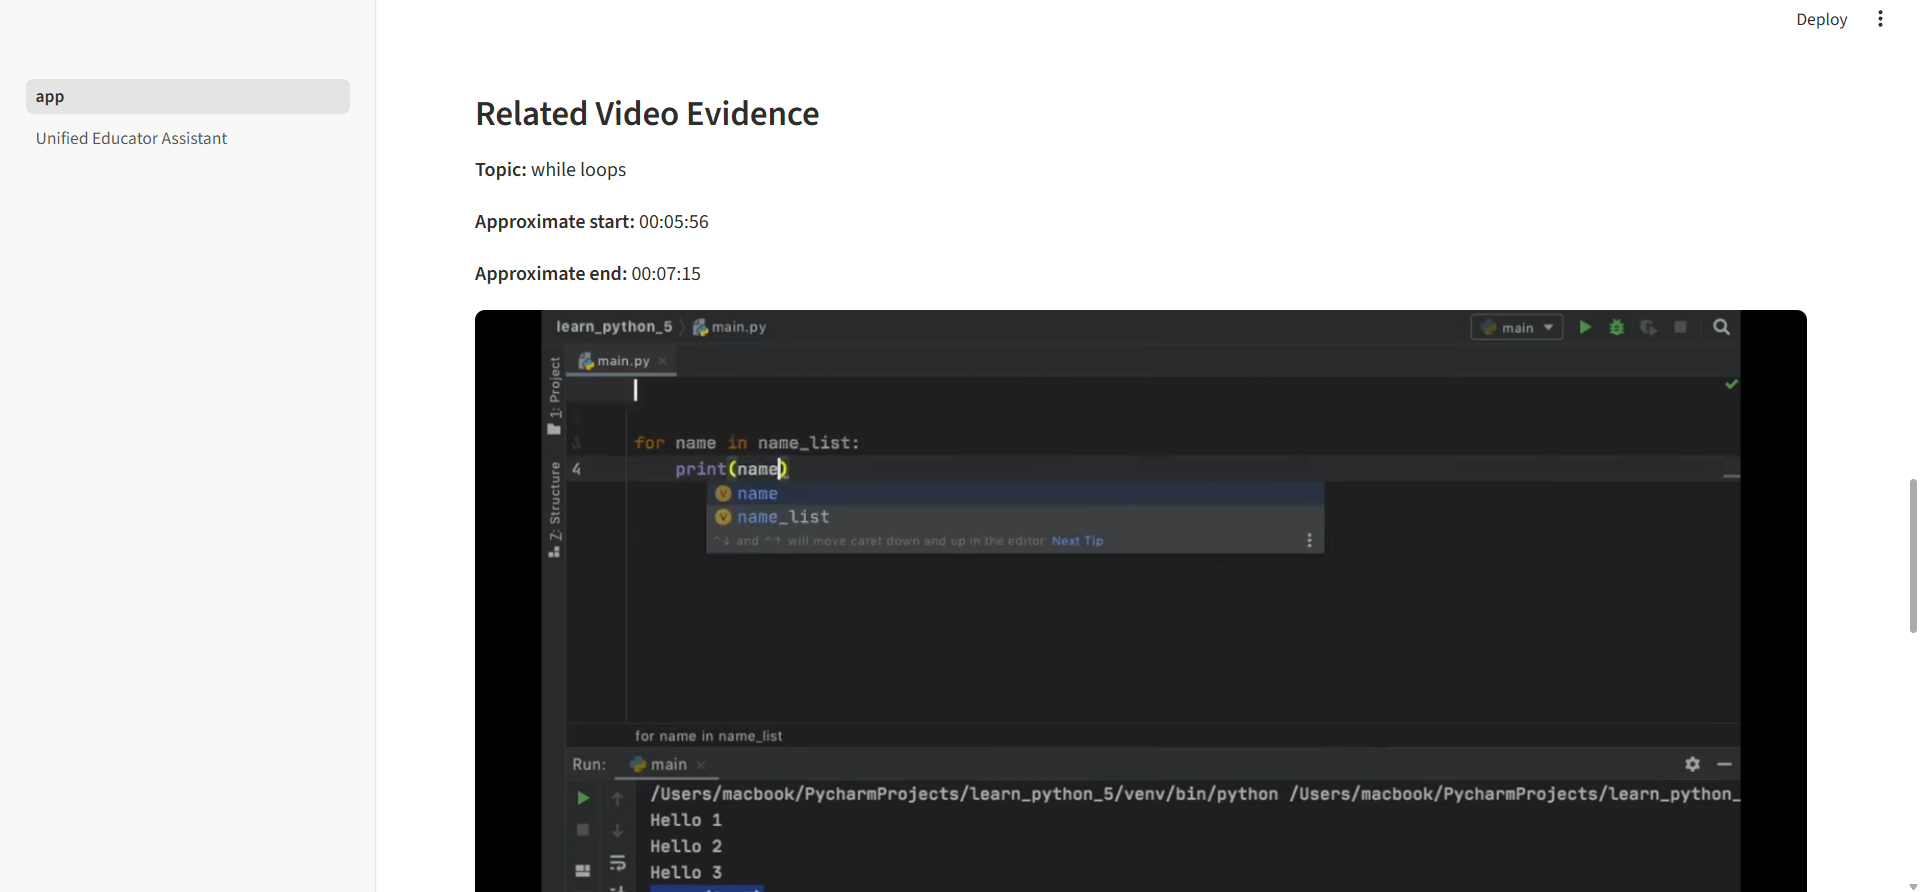 Deploy
app
Unified Educator Assistant
Related Video Evidence
Topic: while loops
Approximate start: 00:05:56
Approximate end: 00:07:15
learn_python_5 main.py
main
main.py
1: Project
Z: Structure
3 for name in name_list:
4 print(name)
name
name_list
^↓ and ^↑ will move caret down and up in the editor Next Tip
for name in name_list
Run: main
/Users/macbook/PycharmProjects/learn_python_5/venv/bin/python /Users/macbook/PycharmProjects/learn_python_
Hello 1
Hello 2
Hello 3